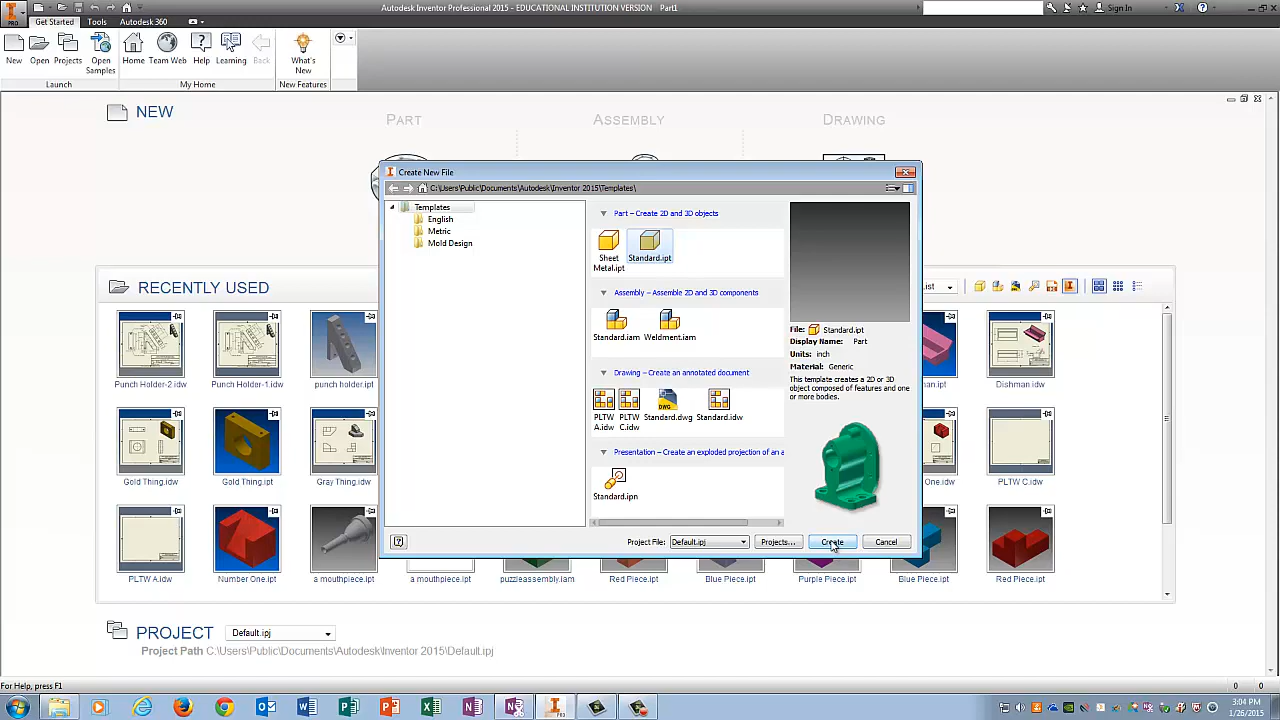 Autodesk Inventor Professional 2015 - EDUCATIONAL INSTITUTION VERSION Part1
Sign In
PRO
Get Started Tools Autodesk 360
New Open Projects Open Samples Home Team Web Help Learning Back What's New
Launch My Home New Features
NEW
PART ASSEMBLY DRAWING
Create New File
C:\Users\Public\Documents\Autodesk\Inventor 2015\Templates\
Templates
English
Metric
Mold Design
Part – Create 2D and 3D objects
Sheet Metal.ipt Standard.ipt
Assembly – Assemble 2D and 3D components
Standard.iam Weldment.iam
Drawing – Create an annotated document
DWG
PLTW A.idw PLTW C.idw Standard.dwg Standard.idw
Presentation – Create an exploded projection of an a
Standard.ipn
File: Standard.ipt
Display Name: Part
Units: inch
Material: Generic
This template creates a 2D or 3D
object composed of features and one
or more bodies.
Project File: Default.ipj Projects... Create Cancel
RECENTLY USED
Punch Holder-2 idw Punch Holder-1.idw punch holder.ipt Dishman.idw
Gold Thing.idw Gold Thing.ipt Gray Thing.idw One.idw PLTW C.idw
PLTW A.idw Number One.ipt a mouthpiece.ipt a mouthpiece.ipt puzzleassembly.iam Red Piece.ipt Blue Piece.ipt Purple Piece.ipt Blue Piece.ipt Red Piece.ipt
PROJECT Default.ipj
Project Path C:\Users\Public\Documents\Autodesk\Inventor 2015\Default.ipj
For Help, press F1
0 0
3:04 PM
1/26/2015